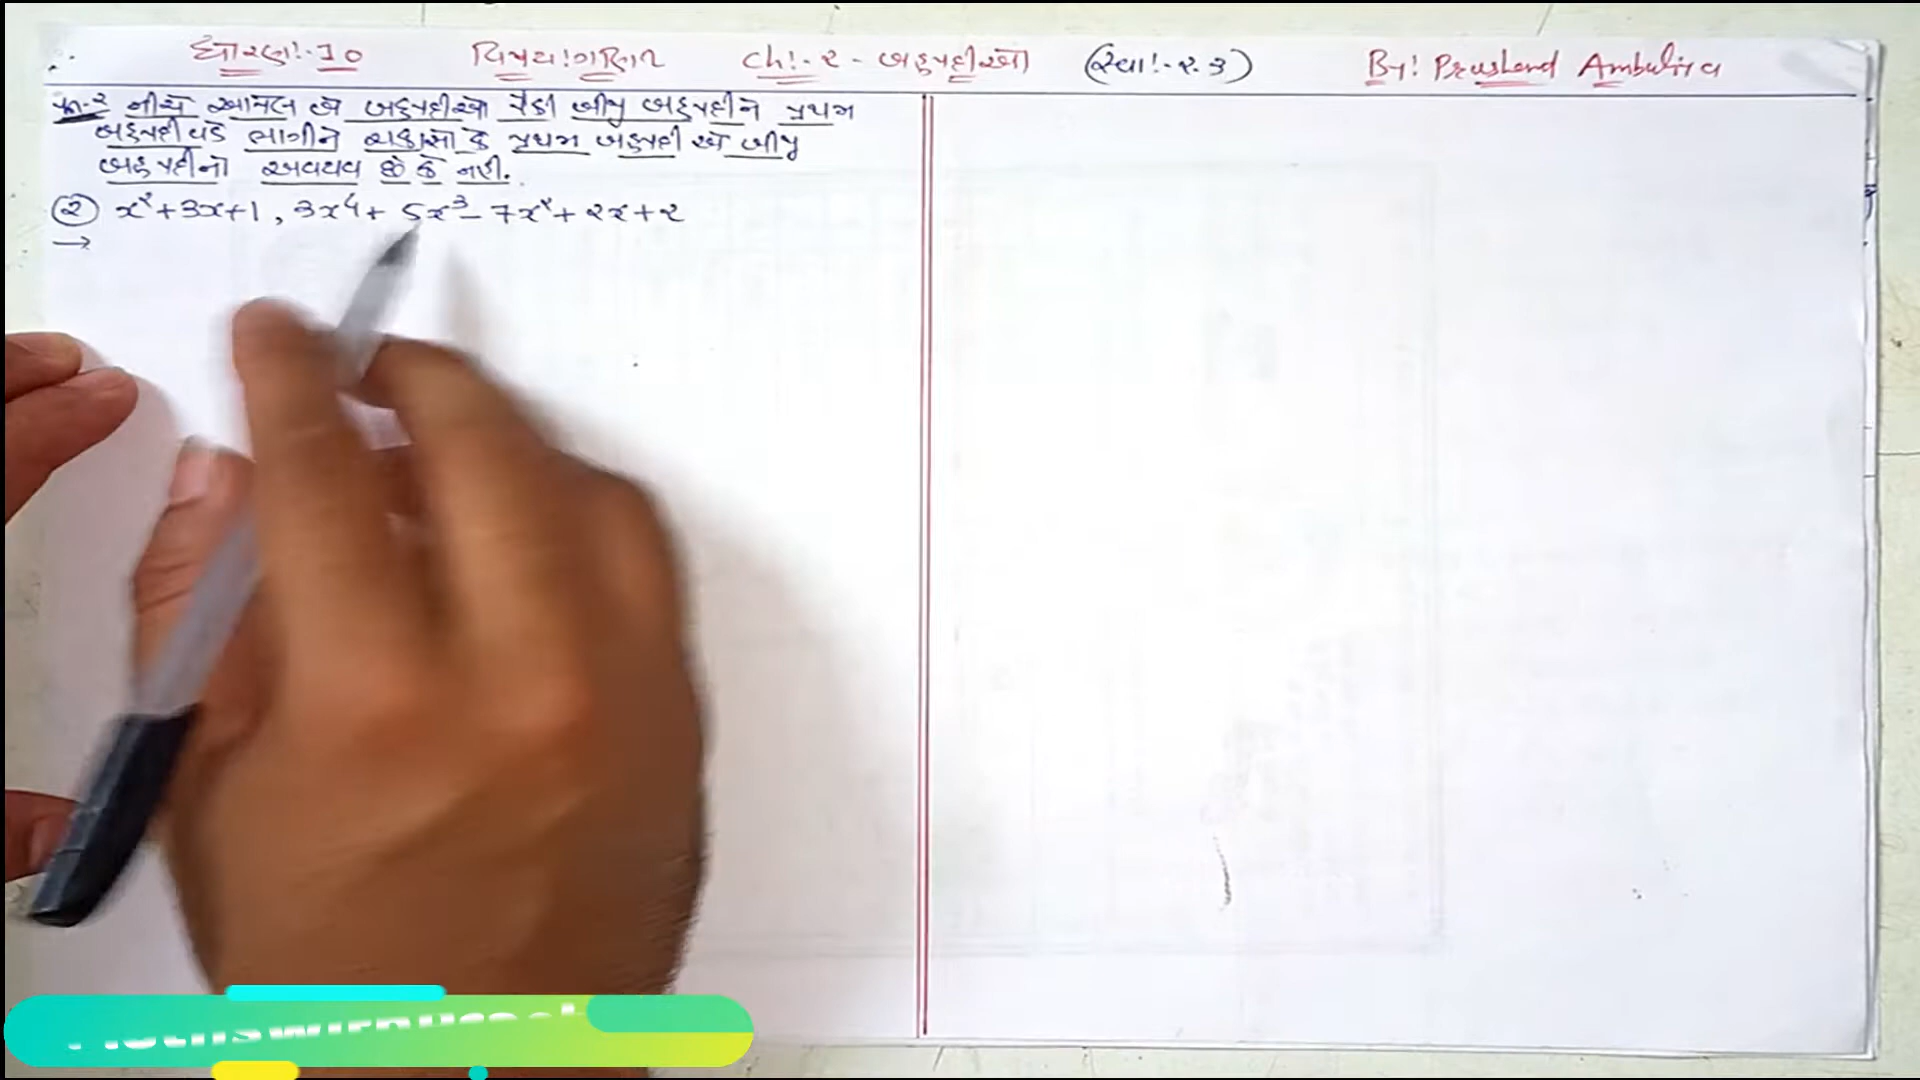 ધોરણ:-10 વિષય:ગણિત Ch:-2 - બહુપદીઓ (સ્વા:-2.3) By: Prashand Ambaliya
પ્ર-2 નીચે આપેલ બે બહુપદીઓ પૈકી બીજી બહુપદીને પ્રથમ
બહુપદી વડે ભાગીને ચકાસો કે પ્રથમ બહુપદી એ બીજી
બહુપદીનો અવયવ છે કે નહી.
(૨) x²+3x+1, 3x⁴+ 5x³- 7x²+ 2x+2
→